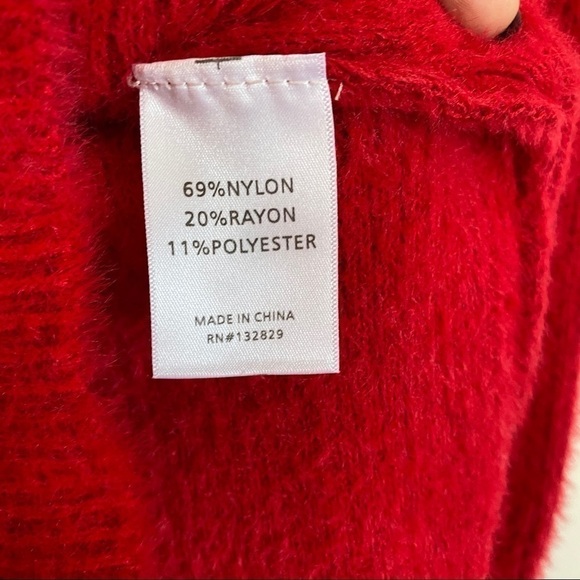 69%NYLON
20%RAYON
11%POLYESTER
MADE IN CHINA
RN#132829